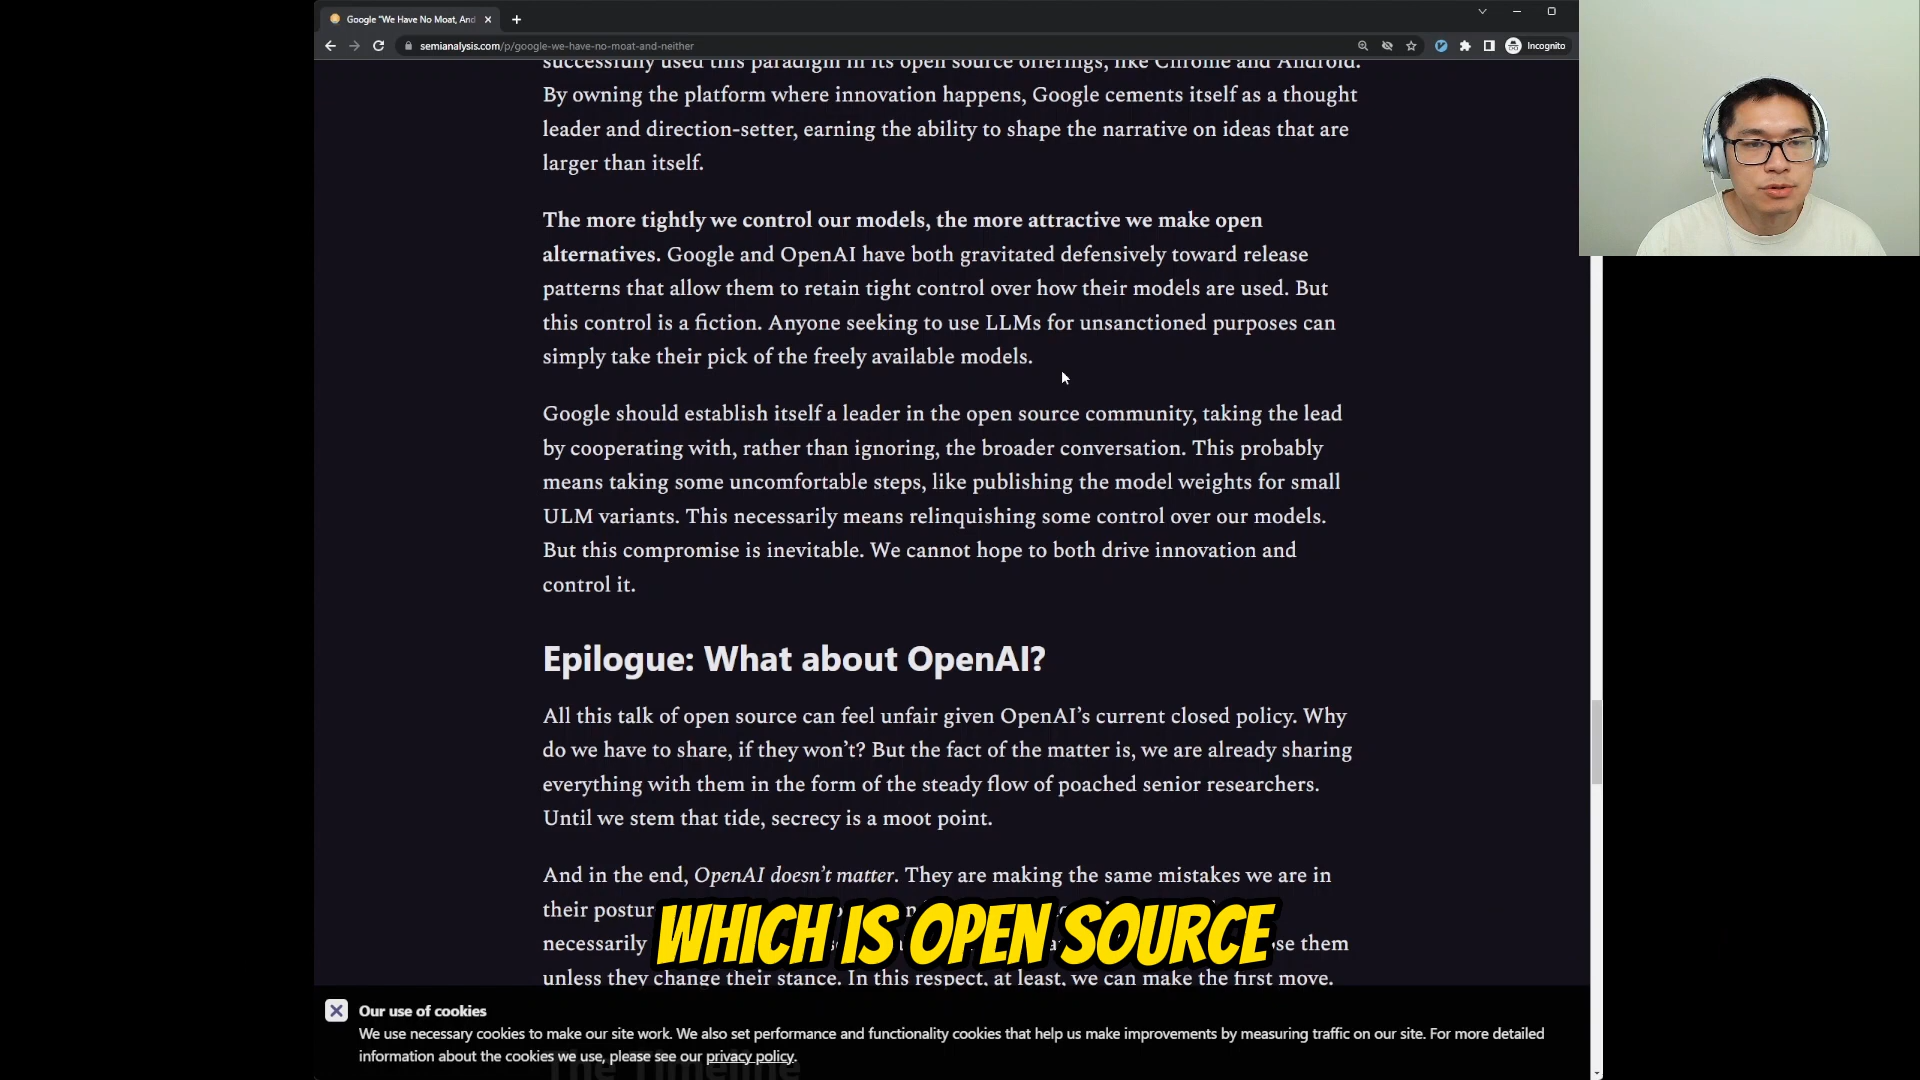 Google "We Have No Moat, And
semianalysis.com/p/google-we-have-no-moat-and-neither
Incognito
successfully used this paradigm in its open source offerings, like Chrome and Android.
By owning the platform where innovation happens, Google cements itself as a thought
leader and direction-setter, earning the ability to shape the narrative on ideas that are
larger than itself.
The more tightly we control our models, the more attractive we make open
alternatives. Google and OpenAI have both gravitated defensively toward release
patterns that allow them to retain tight control over how their models are used. But
this control is a fiction. Anyone seeking to use LLMs for unsanctioned purposes can
simply take their pick of the freely available models.
Google should establish itself a leader in the open source community, taking the lead
by cooperating with, rather than ignoring, the broader conversation. This probably
means taking some uncomfortable steps, like publishing the model weights for small
ULM variants. This necessarily means relinquishing some control over our models.
But this compromise is inevitable. We cannot hope to both drive innovation and
control it.
Epilogue: What about OpenAI?
All this talk of open source can feel unfair given OpenAI's current closed policy. Why
do we have to share, if they won't? But the fact of the matter is, we are already sharing
everything with them in the form of the steady flow of poached senior researchers.
Until we stem that tide, secrecy is a moot point.
And in the end, OpenAI doesn't matter. They are making the same mistakes we are in
their
necessarily them
WHICH IS OPEN SOURCE
unless they change their stance. In this respect, at least, we can make the first move.
Our use of cookies
We use necessary cookies to make our site work. We also set performance and functionality cookies that help us make improvements by measuring traffic on our site. For more detailed
information about the cookies we use, please see our privacy policy.
The Timeline